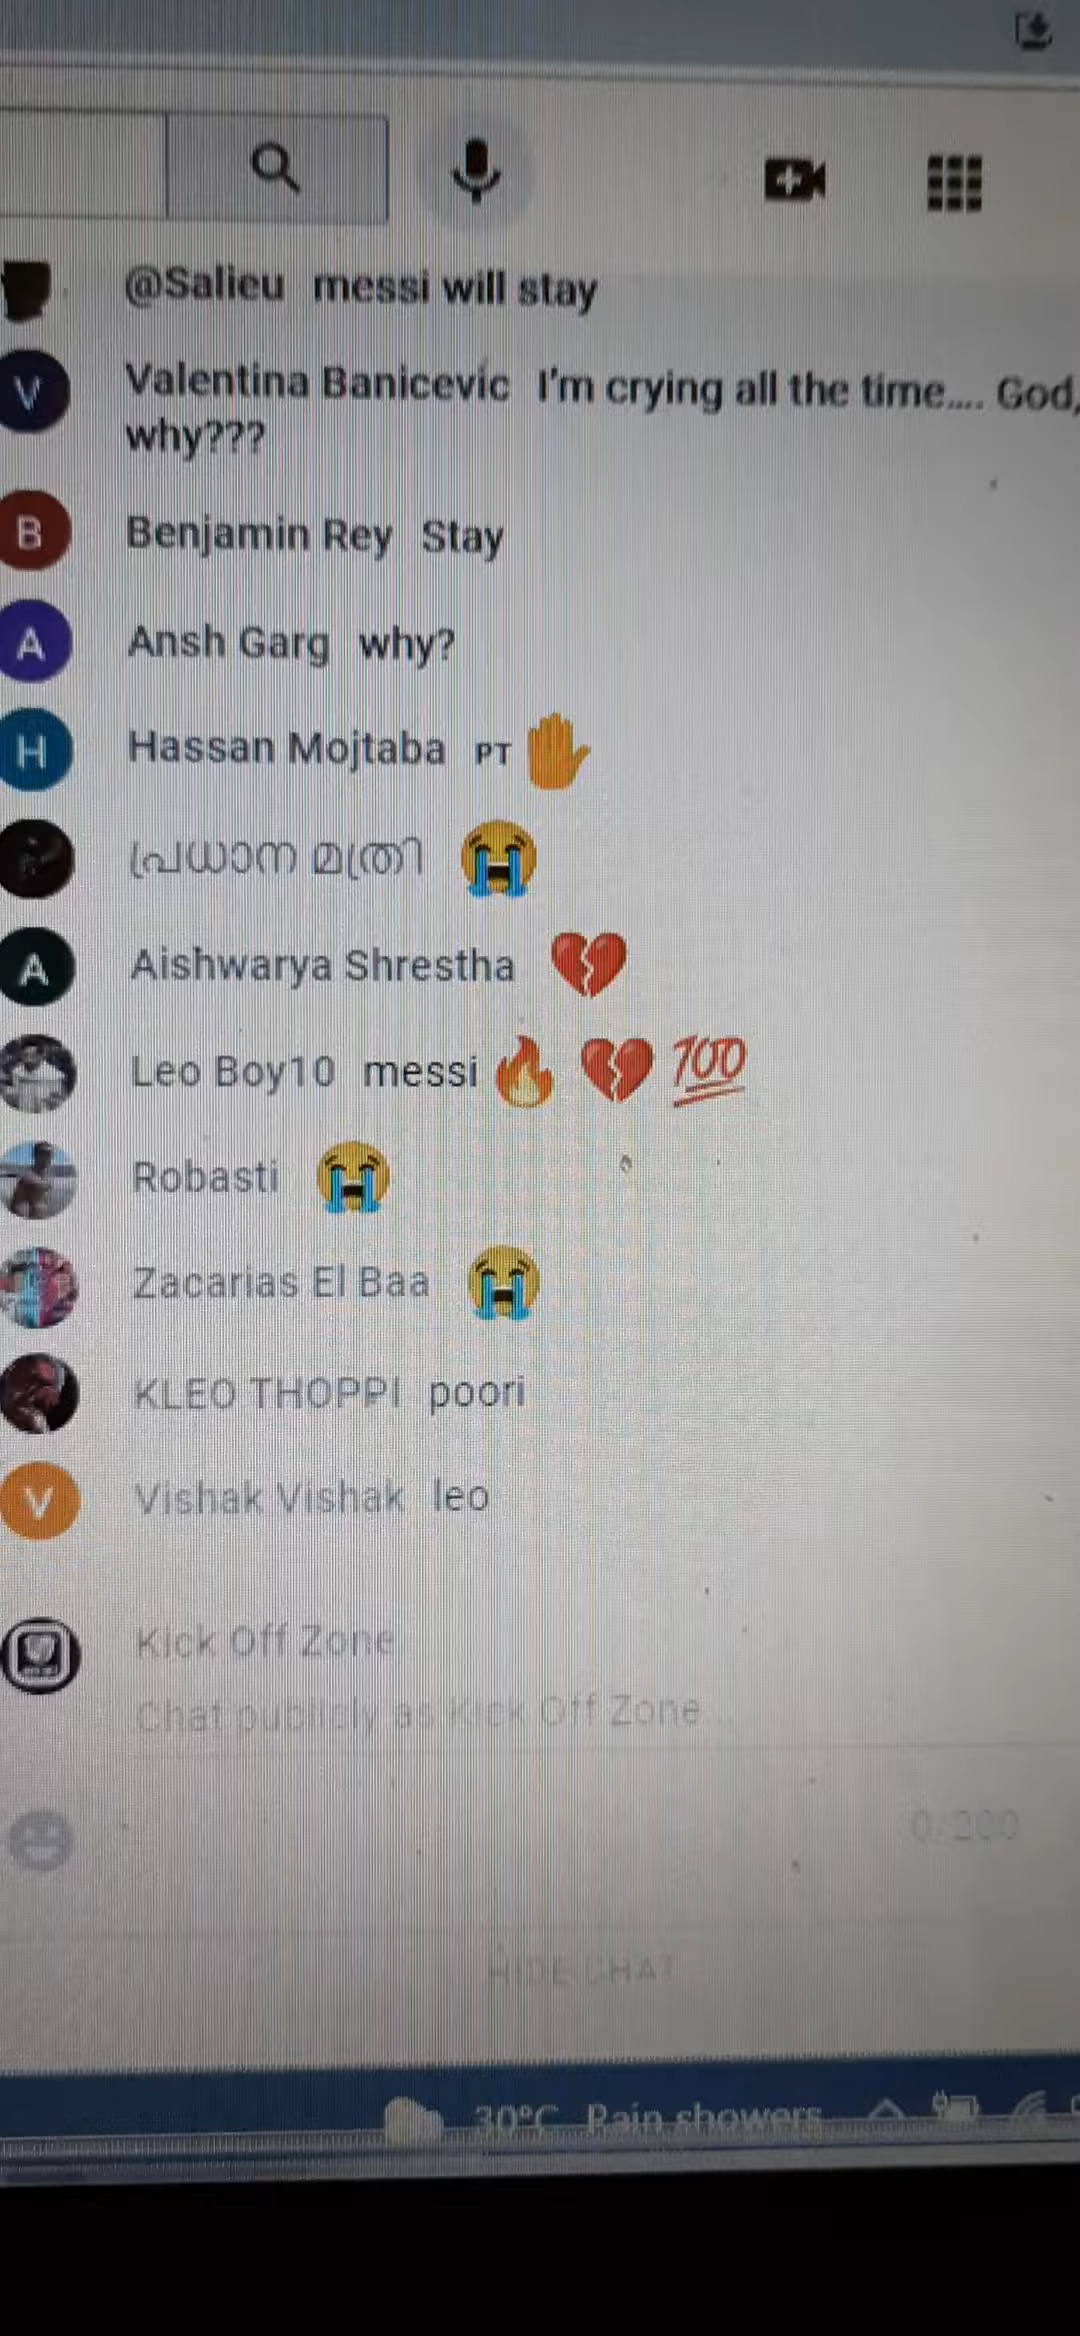 @Salieu messi will stay
V Valentina Banicevic I'm crying all the time.... God,
why???
B Benjamin Rey Stay
A Ansh Garg why?
H Hassan Mojtaba PT ✋
പ്രധാന മന്ത്രി 😭
A Aishwarya Shrestha 💔
Leo Boy10 messi 🔥 💔 💯
Robasti 😭
Zacarias El Baa 😭
KLEO THOPPI poori
V Vishak Vishak leo
Kick Off Zone
Chat publicly as Kick Off Zone...
0/200
HIDE CHAT
30°C Rain showers